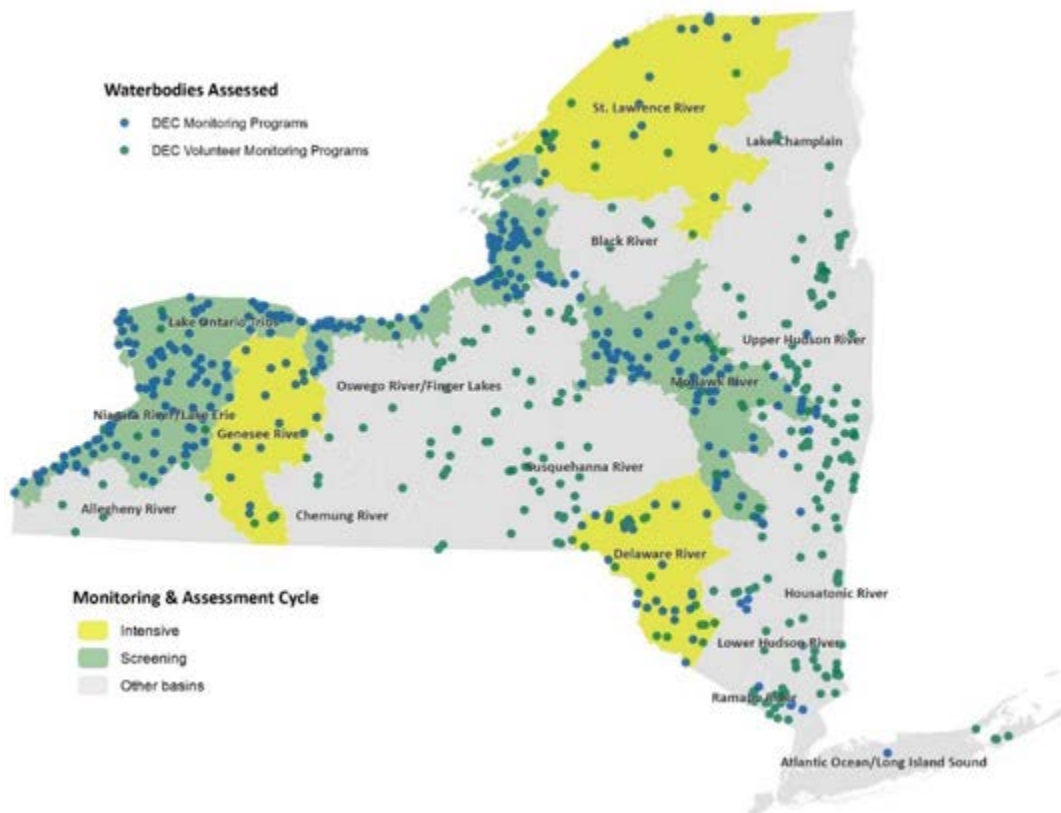 Waterbodies Assessed
DEC Monitoring Programs
DEC Volunteer Monitoring Programs
St. Lawrence River
Lake Champlain
Black River
Lake Ontario Tribs
Upper Hudson River
Oswego River/Finger Lakes
Mohawk River
Niagara River/Lake Erie
Genesee River
Susquehanna River
Allegheny River
Chemung River
Delaware River
Housatonic River
Lower Hudson River
Ramapo River
Atlantic Ocean/Long Island Sound
Monitoring & Assessment Cycle
Intensive
Screening
Other basins